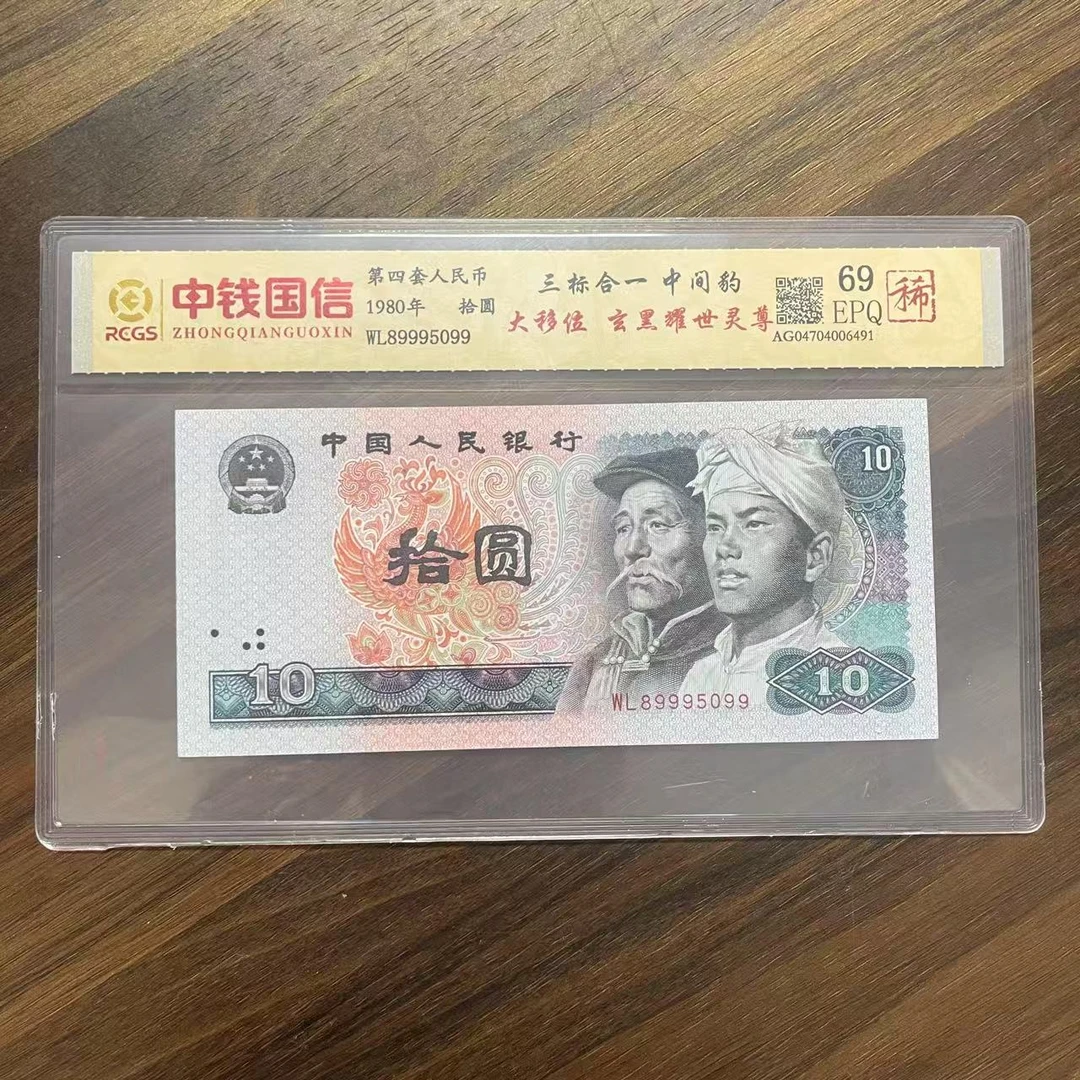 RCGS
中钱国信
ZHONGQIANGUOXIN
第四套人民币
1980年 拾圆
WL89995099
三标合一 中间豹
大移位 玄黑耀世灵尊
69
EPQ
稀
AG04704006491
中国人民银行
10
拾圆
10
WL89995099
10